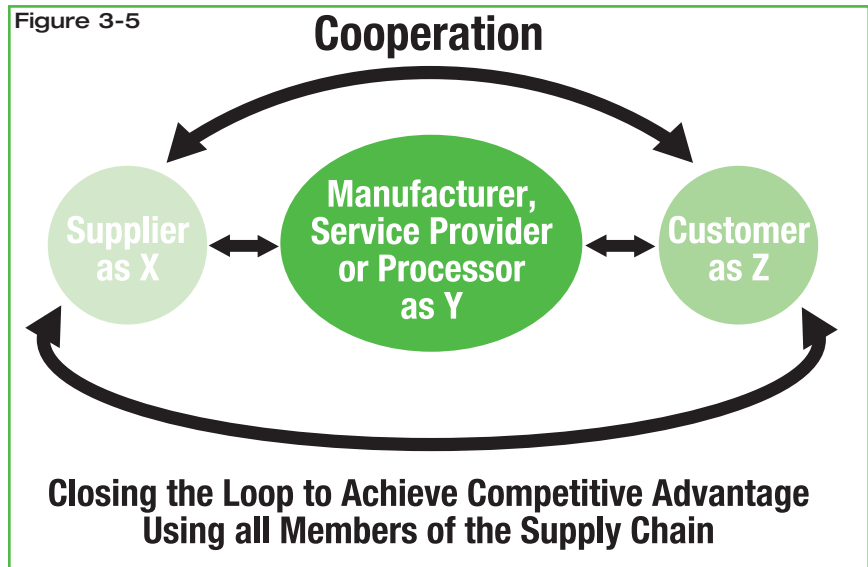 Figure 3-5
Cooperation
Supplier
as X
Manufacturer,
Service Provider
or Processor
as Y
Customer
as Z
Closing the Loop to Achieve Competitive Advantage
Using all Members of the Supply Chain